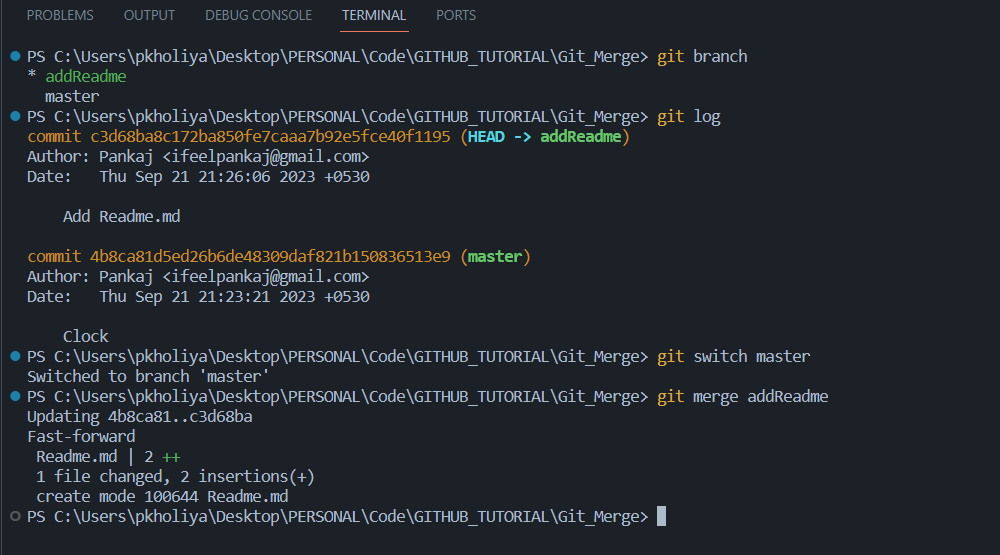 PROBLEMS OUTPUT DEBUG CONSOLE TERMINAL PORTS
PS C:\Users\pkholiya\Desktop\PERSONAL\Code\GITHUB_TUTORIAL\Git_Merge> git branch
* addReadme
  master
PS C:\Users\pkholiya\Desktop\PERSONAL\Code\GITHUB_TUTORIAL\Git_Merge> git log
commit c3d68ba8c172ba850fe7caaa7b92e5fce40f1195 (HEAD -> addReadme)
Author: Pankaj <ifeelpankaj@gmail.com>
Date:   Thu Sep 21 21:26:06 2023 +0530

    Add Readme.md

commit 4b8ca81d5ed26b6de48309daf821b150836513e9 (master)
Author: Pankaj <ifeelpankaj@gmail.com>
Date:   Thu Sep 21 21:23:21 2023 +0530

    Clock
PS C:\Users\pkholiya\Desktop\PERSONAL\Code\GITHUB_TUTORIAL\Git_Merge> git switch master
Switched to branch 'master'
PS C:\Users\pkholiya\Desktop\PERSONAL\Code\GITHUB_TUTORIAL\Git_Merge> git merge addReadme
Updating 4b8ca81..c3d68ba
Fast-forward
 Readme.md | 2 ++
 1 file changed, 2 insertions(+)
 create mode 100644 Readme.md
PS C:\Users\pkholiya\Desktop\PERSONAL\Code\GITHUB_TUTORIAL\Git_Merge>